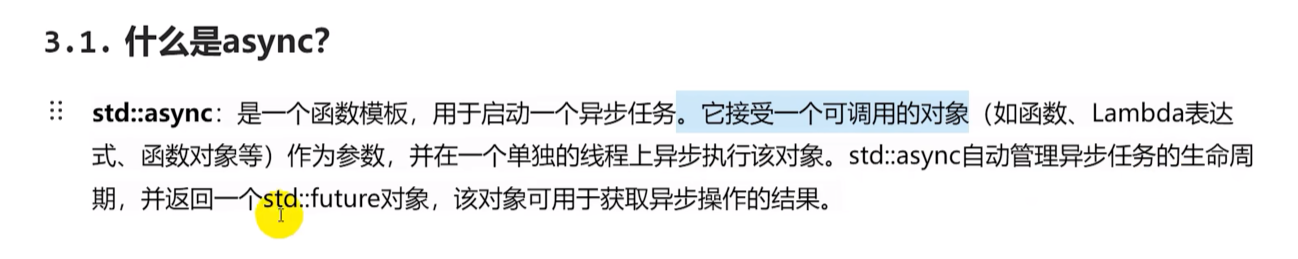 3.1. 什么是async?
std::async：是一个函数模板，用于启动一个异步任务。它接受一个可调用的对象（如函数、Lambda表达
式、函数对象等）作为参数，并在一个单独的线程上异步执行该对象。std::async自动管理异步任务的生命周
期，并返回一个std::future对象，该对象可用于获取异步操作的结果。